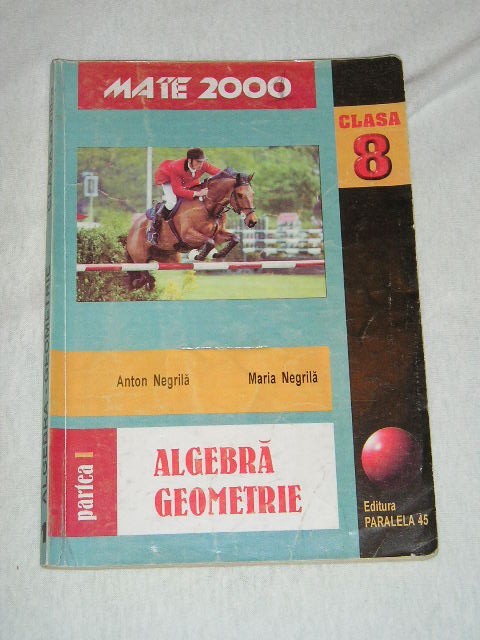 MATE 2000
CLASA
8
Anton Negrilă
Maria Negrilă
partea I
ALGEBRĂ
GEOMETRIE
Editura
PARALELA 45